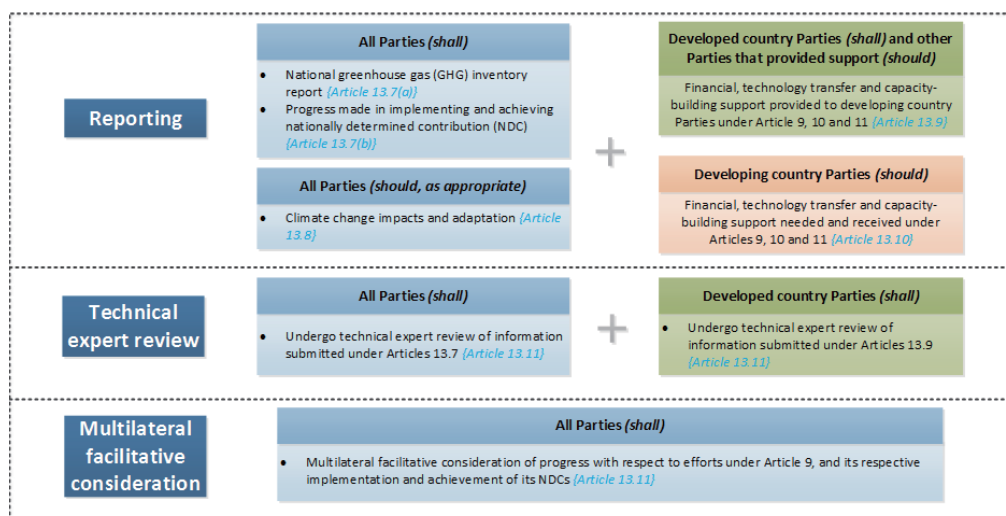 Reporting
All Parties (shall)
• National greenhouse gas (GHG) inventory
report {Article 13.7(a)}
• Progress made in implementing and achieving
nationally determined contribution (NDC)
{Article 13.7(b)}
All Parties (should, as appropriate)
• Climate change impacts and adaptation {Article
13.8}
+
Developed country Parties (shall) and other
Parties that provided support (should)
Financial, technology transfer and capacity-
building support provided to developing country
Parties under Article 9, 10 and 11 {Article 13.9}
Developing country Parties (should)
Financial, technology transfer and capacity-
building support needed and received under
Articles 9, 10 and 11 {Article 13.10}
Technical
expert review
All Parties (shall)
• Undergo technical expert review of information
submitted under Articles 13.7 {Article 13.11}
+
Developed country Parties (shall)
• Undergo technical expert review of
information submitted under Articles 13.9
{Article 13.11}
Multilateral
facilitative
consideration
All Parties (shall)
• Multilateral facilitative consideration of progress with respect to efforts under Article 9, and its respective
implementation and achievement of its NDCs {Article 13.11}